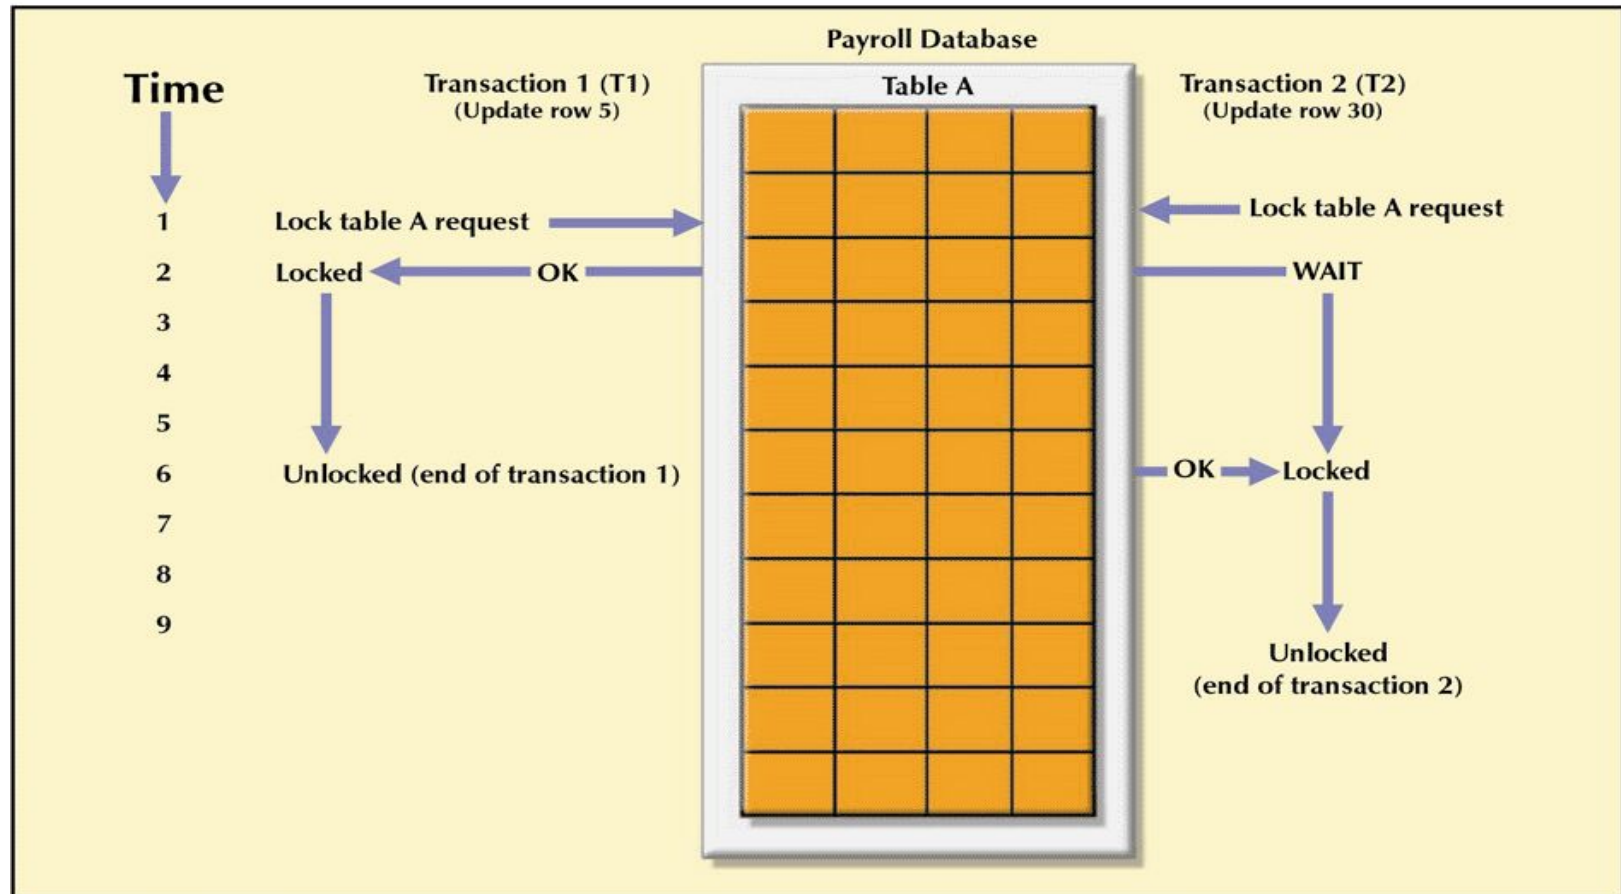 Payroll Database
Time
Transaction 1 (T1)
(Update row 5)
Table A
Transaction 2 (T2)
(Update row 30)
1
Lock table A request
Lock table A request
2
Locked
OK
WAIT
3
4
5
6
Unlocked (end of transaction 1)
OK
Locked
7
8
9
Unlocked
(end of transaction 2)